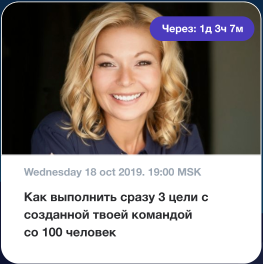 Через: 1д 3ч 7м
Wednesday 18 oct 2019. 19:00 MSK
Как выполнить сразу 3 цели с
созданной твоей командой
со 100 человек